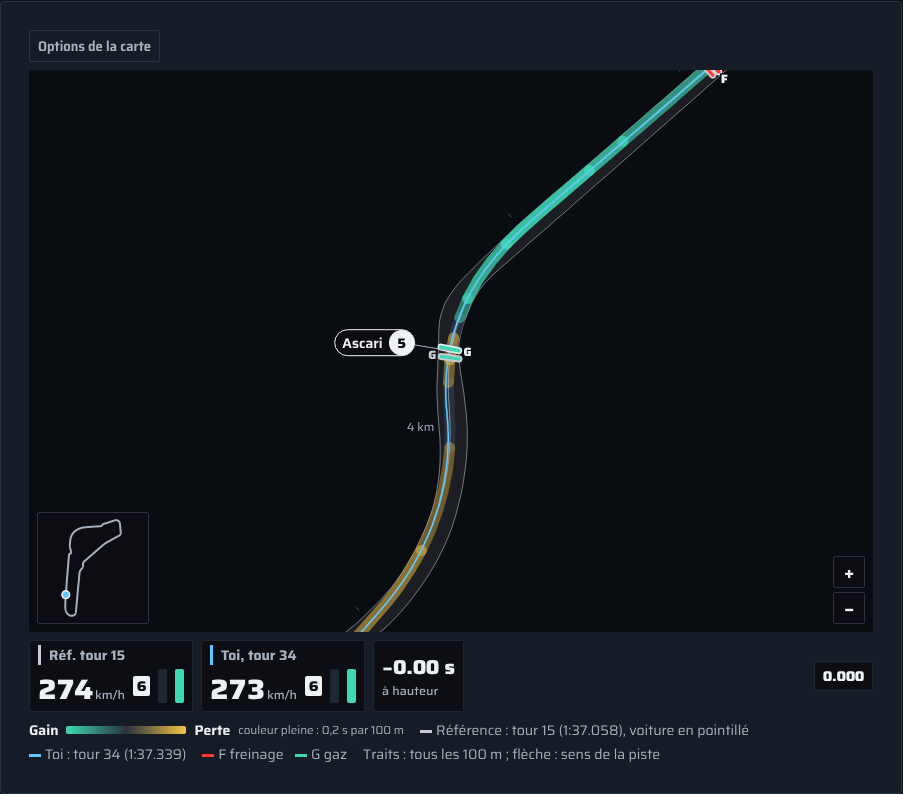 Options de la carte
F
Ascari 5
G
G
4 km
+
−
Réf. tour 15
274 km/h 6
Toi, tour 34
273 km/h 6
−0.00 s
à hauteur
0.000
Gain Perte couleur pleine : 0,2 s par 100 m Référence : tour 15 (1:37.058), voiture en pointillé
Toi : tour 34 (1:37.339) F freinage G gaz Traits : tous les 100 m ; flèche : sens de la piste